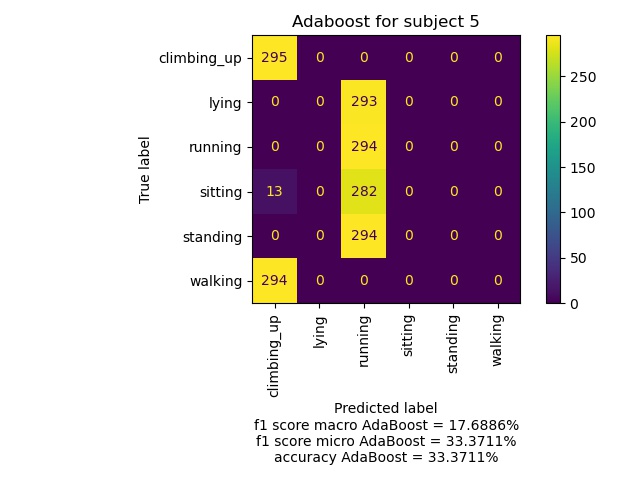 Adaboost for subject 5
climbing_up 295 0 0 0 0 0
lying 0 0 293 0 0 0
running 0 0 294 0 0 0
sitting 13 0 282 0 0 0
standing 0 0 294 0 0 0
walking 294 0 0 0 0 0
True label
climbing_up lying running sitting standing walking
Predicted label
250
200
150
100
50
0
f1 score macro AdaBoost = 17.6886%
f1 score micro AdaBoost = 33.3711%
accuracy AdaBoost = 33.3711%